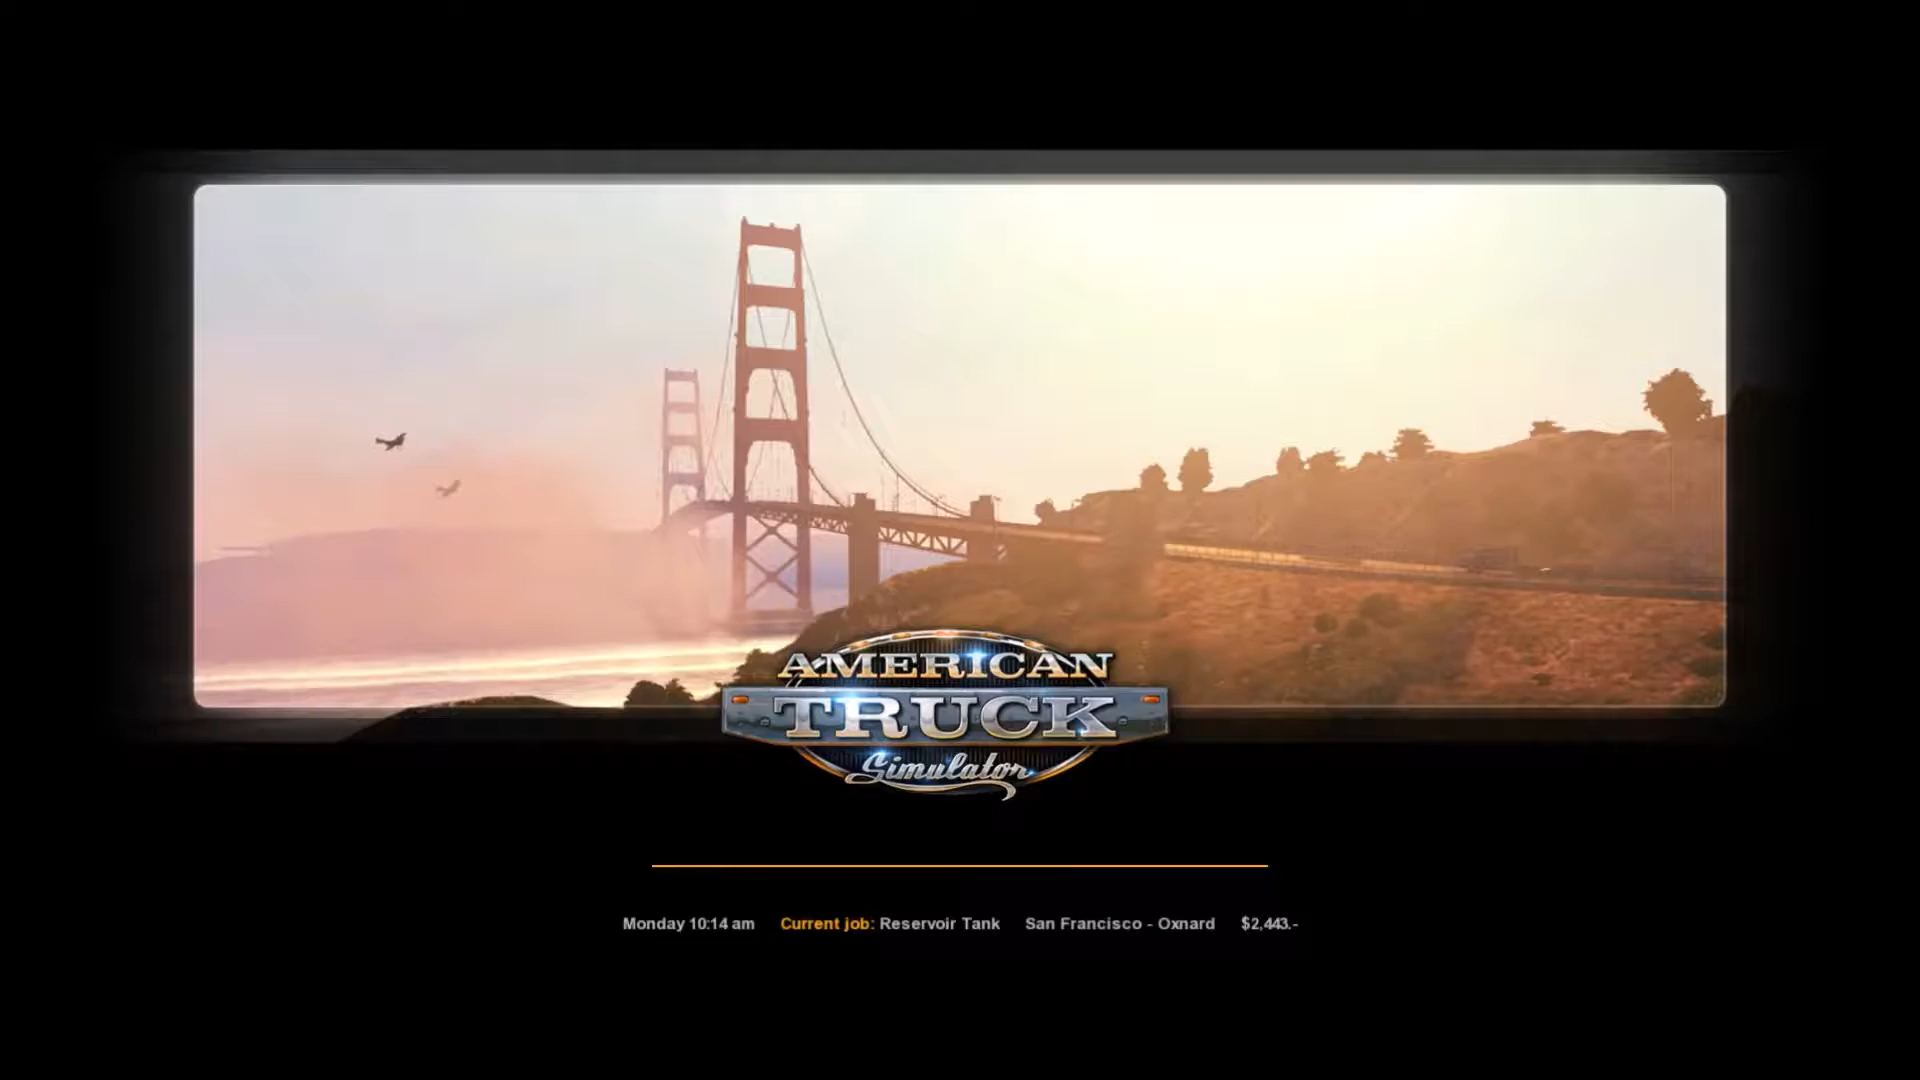 AMERICAN
TRUCK
Simulator
Monday 10:14 am Current job: Reservoir Tank San Francisco - Oxnard $2,443.-